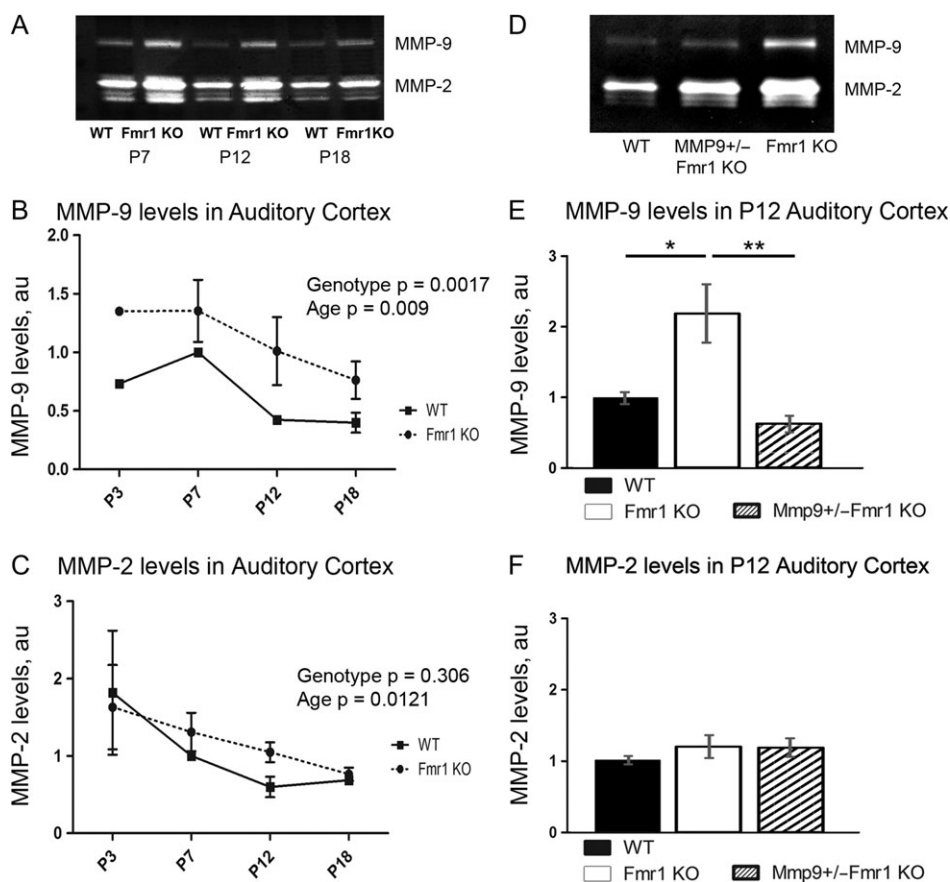 A
MMP-9
MMP-2
WT Fmr1 KO WT Fmr1 KO WT Fmr1KO
P7 P12 P18
B MMP-9 levels in Auditory Cortex
MMP-9 levels, au
2.0
1.5
1.0
0.5
0.0
Genotype p = 0.0017
Age p = 0.009
WT
Fmr1 KO
P3 P7 P12 P18
C MMP-2 levels in Auditory Cortex
MMP-2 levels, au
3
2
1
0
Genotype p = 0.306
Age p = 0.0121
WT
Fmr1 KO
P3 P7 P12 P18
D
MMP-9
MMP-2
WT MMP9+/– Fmr1 KO
Fmr1 KO
E MMP-9 levels in P12 Auditory Cortex
MMP-9 levels, au
3
2
1
0
* **
WT
Fmr1 KO Mmp9+/–Fmr1 KO
F MMP-2 levels in P12 Auditory Cortex
MMP-2 levels, au
3
2
1
0
WT
Fmr1 KO Mmp9+/–Fmr1 KO